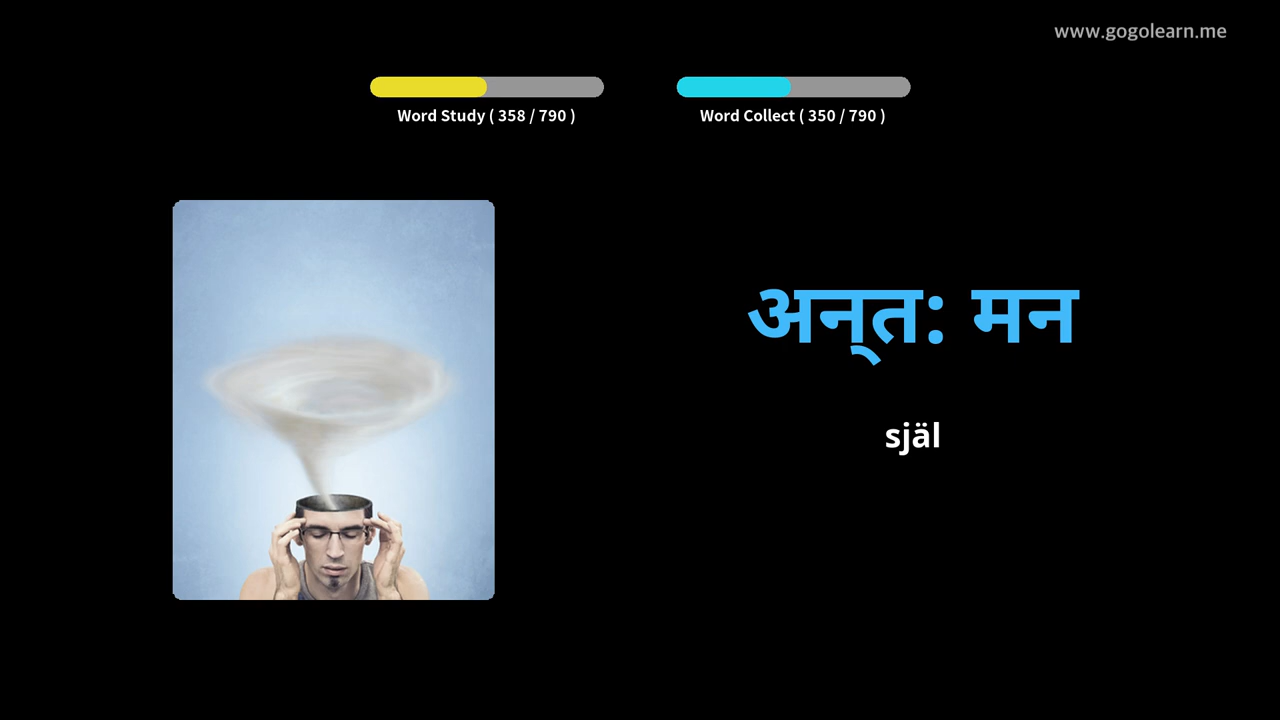 www.gogolearn.me
Word Study ( 358 / 790 )
Word Collect ( 350 / 790 )
अन्‌त: मन
själ